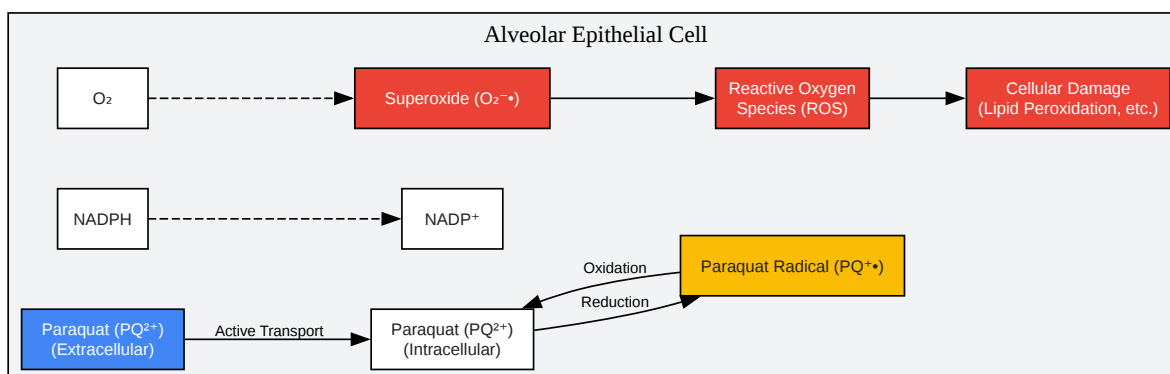 Alveolar Epithelial Cell
O₂
Superoxide (O₂⁻•)
Reactive Oxygen
Species (ROS)
Cellular Damage
(Lipid Peroxidation, etc.)
NADPH
NADP⁺
Paraquat Radical (PQ⁺•)
Oxidation
Reduction
Paraquat (PQ²⁺)
(Extracellular)
Active Transport
Paraquat (PQ²⁺)
(Intracellular)